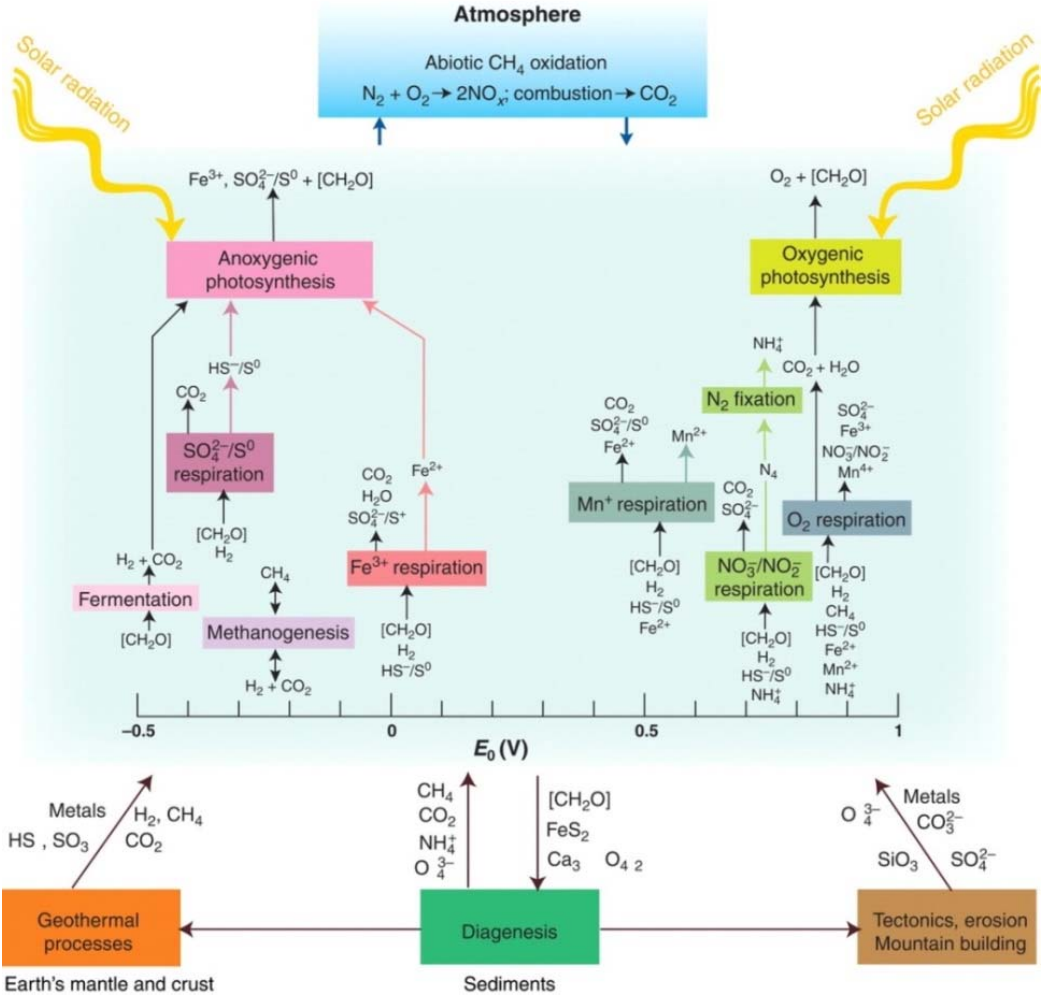 Atmosphere
Abiotic CH₄ oxidation
N₂ + O₂ → 2NOₓ; combustion → CO₂
Solar radiation
Solar radiation
Fe³⁺, SO₄²⁻/S⁰ + [CH₂O]
O₂ + [CH₂O]
Anoxygenic
photosynthesis
Oxygenic
photosynthesis
HS⁻/S⁰
CO₂
SO₄²⁻/S⁰
respiration
[CH₂O]
H₂
H₂ + CO₂
Fermentation
[CH₂O]
CH₄
Methanogenesis
H₂ + CO₂
Fe²⁺
CO₂
H₂O
SO₄²⁻/S⁺
Fe³⁺ respiration
[CH₂O]
H₂
HS⁻/S⁰
CO₂
SO₄²⁻/S⁰
Fe²⁺
Mn²⁺
Mn⁺ respiration
[CH₂O]
H₂
HS⁻/S⁰
Fe²⁺
NH₄⁺
N₂ fixation
N₄
CO₂
SO₄²⁻
NO₃⁻/NO₂⁻
respiration
[CH₂O]
H₂
HS⁻/S⁰
NH₄⁺
CO₂ + H₂O
SO₄²⁻
Fe³⁺
NO₃⁻/NO₂⁻
Mn⁴⁺
O₂ respiration
[CH₂O]
H₂
CH₄
HS⁻/S⁰
Fe²⁺
Mn²⁺
NH₄⁺
–0.5 0 0.5 1
E₀ (V)
Metals H₂, CH₄
HS , SO₃ CO₂
CH₄
CO₂
NH₄⁺
O ₄³⁻
[CH₂O]
FeS₂
Ca₃ O₄ ₂
O ₄³⁻ Metals
CO₃²⁻
SiO₃ SO₄²⁻
Geothermal
processes
Diagenesis
Tectonics, erosion
Mountain building
Earth's mantle and crust
Sediments